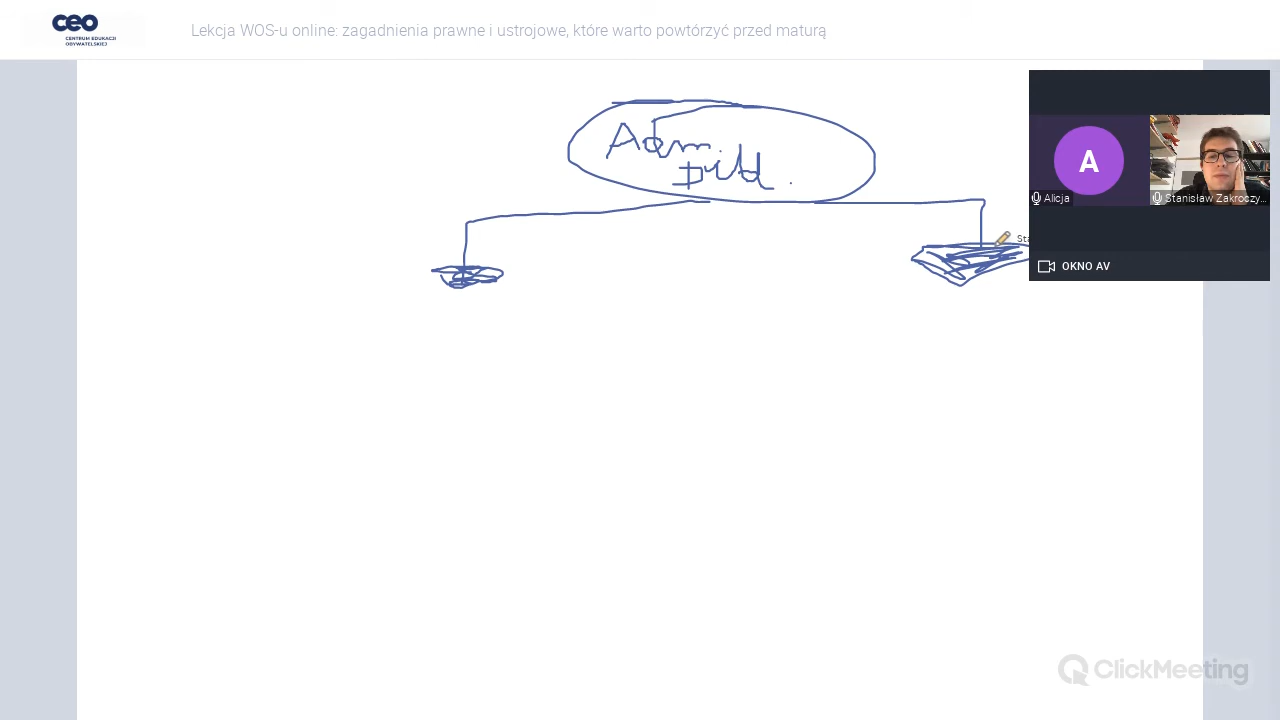 ceo
CENTRUM EDUKACJI
OBYWATELSKIEJ
Lekcja WOS-u online: zagadnienia prawne i ustrojowe, które warto powtórzyć przed maturą
Adm.
A
Alicja
Stanisław Zakroczy...
Sta
OKNO AV
ClickMeeting